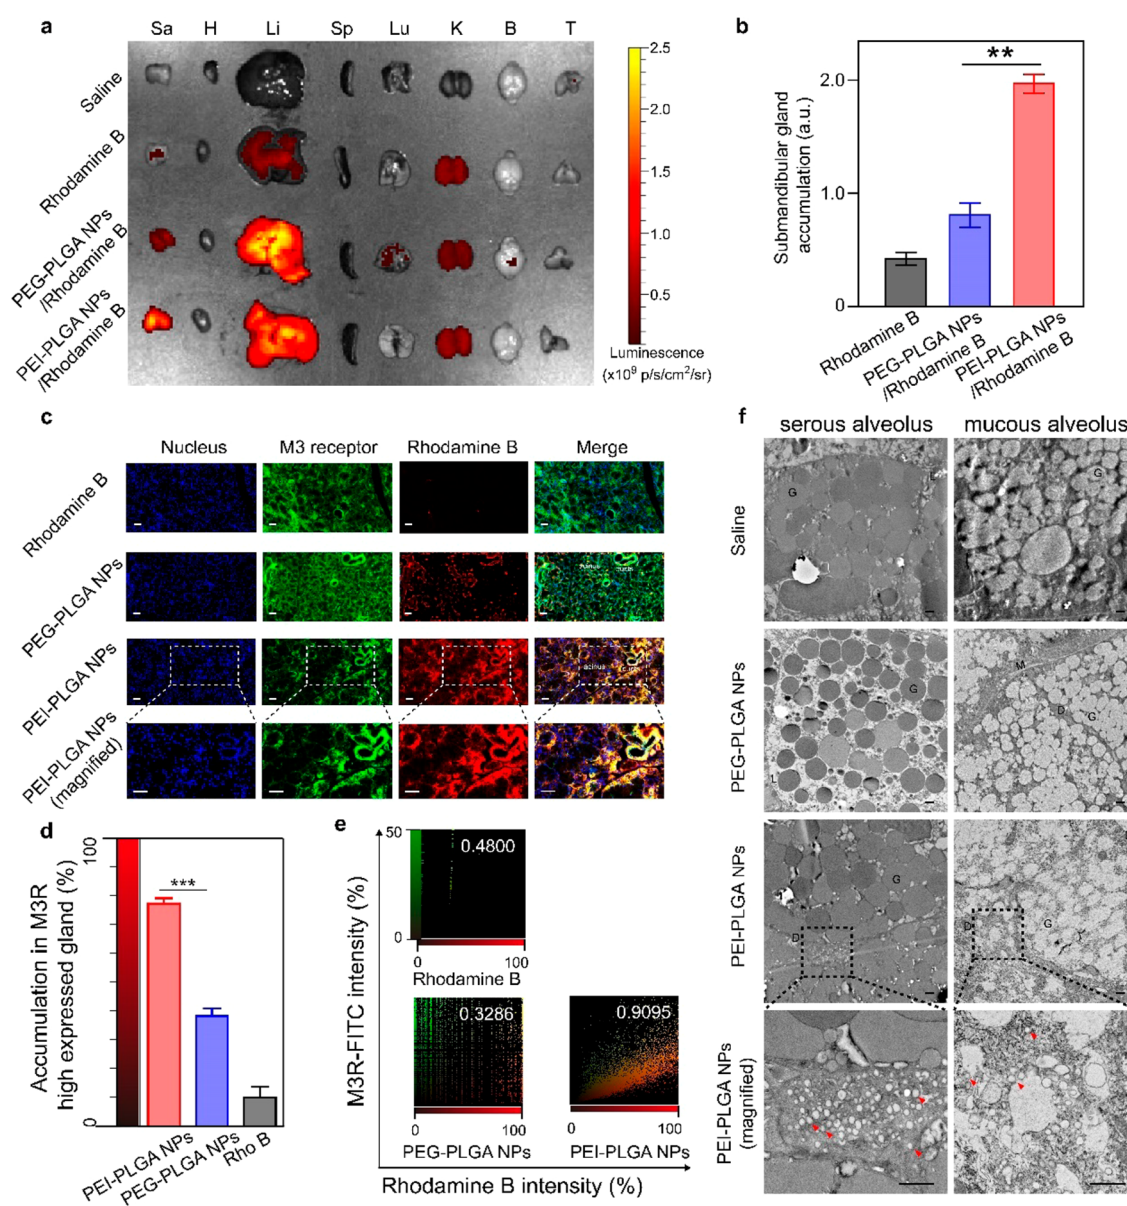 a
Sa H Li Sp Lu K B T
Saline
Rhodamine B
PEG-PLGA NPs
/Rhodamine B
PEI-PLGA NPs
/Rhodamine B
2.5
2.0
1.5
1.0
0.5
Luminescence
(x10⁹ p/s/cm²/sr)
b
**
Submandibular gland
accumulation (a.u.)
2.0
1.0
0
Rhodamine B
PEG-PLGA NPs
/Rhodamine B
PEI-PLGA NPs
/Rhodamine B
c
Nucleus M3 receptor Rhodamine B Merge
Rhodamine B
PEG-PLGA NPs
acinus
ducts
PEI-PLGA NPs
acinus
ducts
PEI-PLGA NPs
(magnified)
d
Accumulation in M3R
high expressed gland (%)
100
0
***
PEI-PLGA NPs
PEG-PLGA NPs
Rho B
e
M3R-FITC intensity (%)
50
0
0.4800
0 100
Rhodamine B
0.3286
0 100
PEG-PLGA NPs
0.9095
0 100
PEI-PLGA NPs
Rhodamine B intensity (%)
f
serous alveolus mucous alveolus
Saline
G
L
G
PEG-PLGA NPs
G
L
M
D
G
PEI-PLGA NPs
G
D
D
G
PEI-PLGA NPs
(magnified)